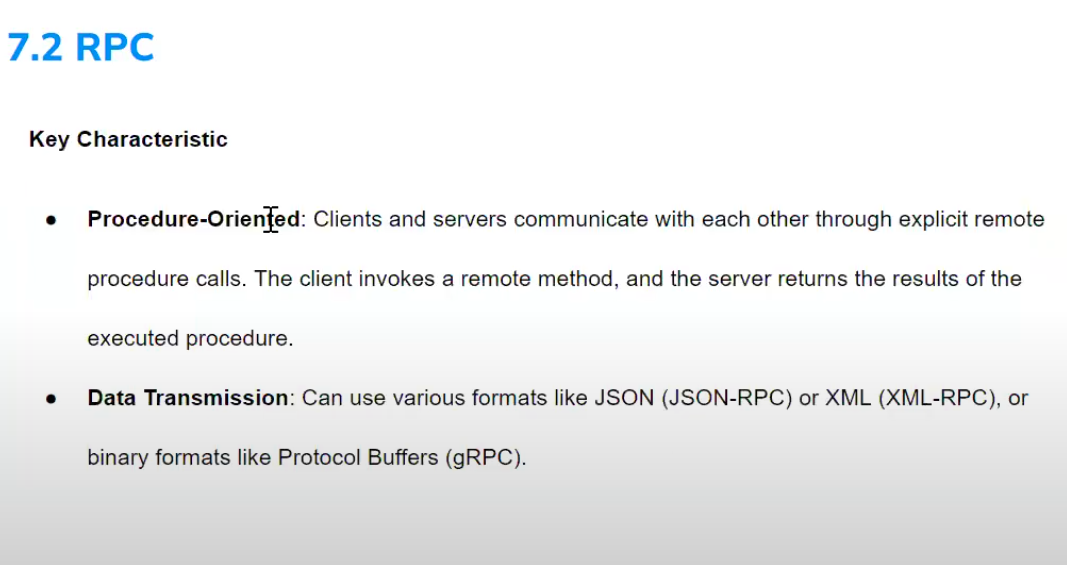 7.2 RPC
Key Characteristic
● Procedure-Oriented: Clients and servers communicate with each other through explicit remote
procedure calls. The client invokes a remote method, and the server returns the results of the
executed procedure.
● Data Transmission: Can use various formats like JSON (JSON-RPC) or XML (XML-RPC), or
binary formats like Protocol Buffers (gRPC).